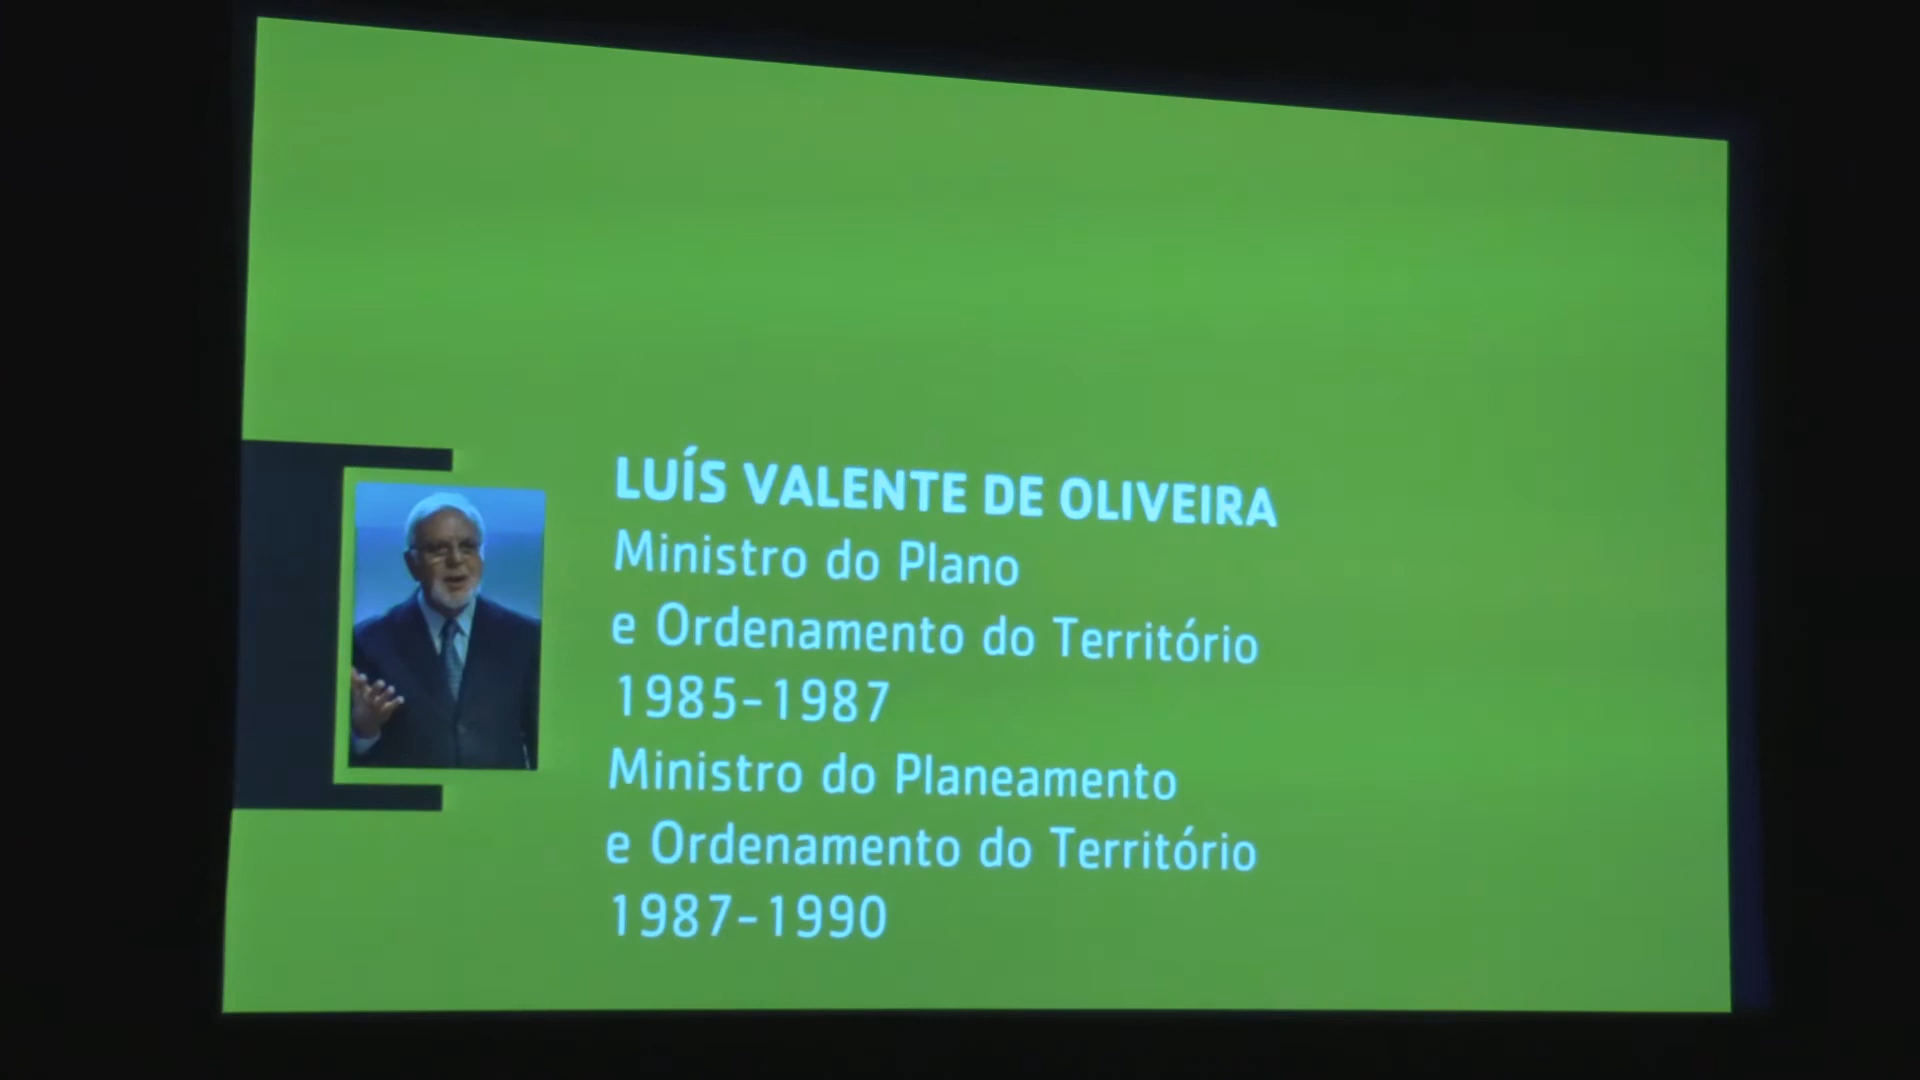 LUÍS VALENTE DE OLIVEIRA
Ministro do Plano
e Ordenamento do Território
1985-1987
Ministro do Planeamento
e Ordenamento do Território
1987-1990